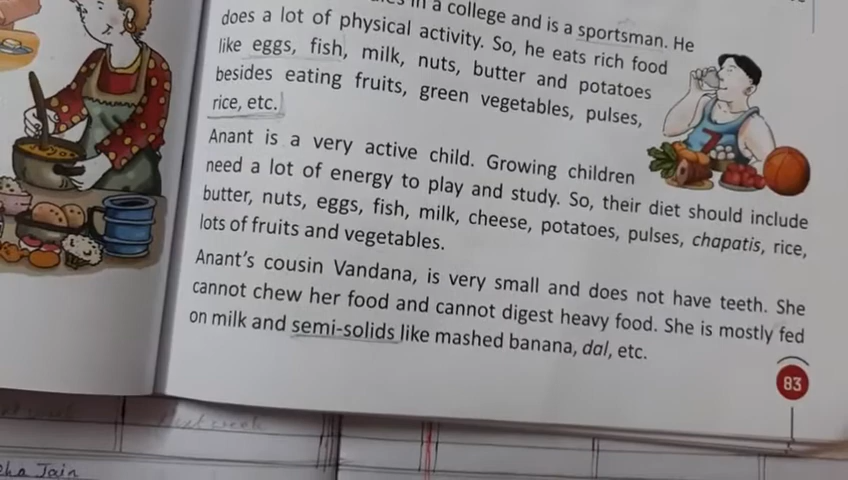 in a college and is a sportsman. He
does a lot of physical activity. So, he eats rich food
like eggs, fish, milk, nuts, butter and potatoes
besides eating fruits, green vegetables, pulses,
rice, etc.
7
Anant is a very active child. Growing children
need a lot of energy to play and study. So, their diet should include
butter, nuts, eggs, fish, milk, cheese, potatoes, pulses, chapatis, rice,
lots of fruits and vegetables.
Anant's cousin Vandana, is very small and does not have teeth. She
cannot chew her food and cannot digest heavy food. She is mostly fed
on milk and semi-solids like mashed banana, dal, etc.
83
Jain